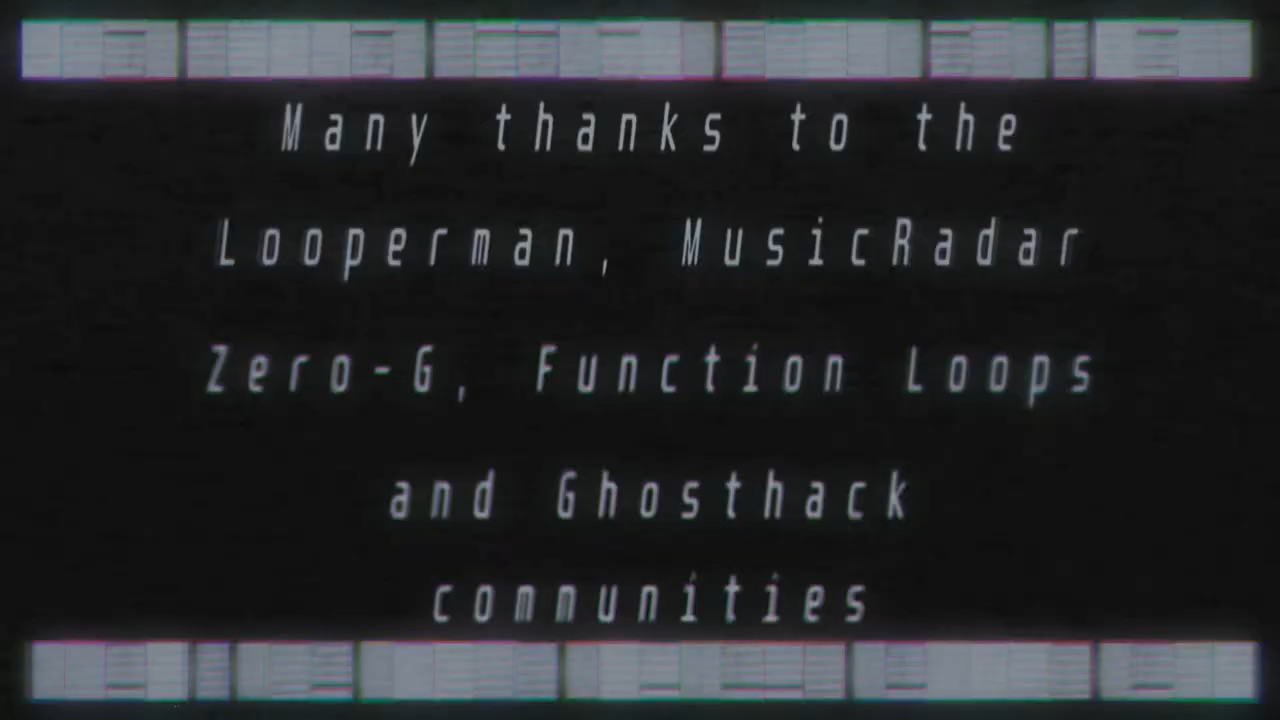 Many thanks to the
Looperman, MusicRadar
Zero-G, Function Loops
and Ghosthack
communities